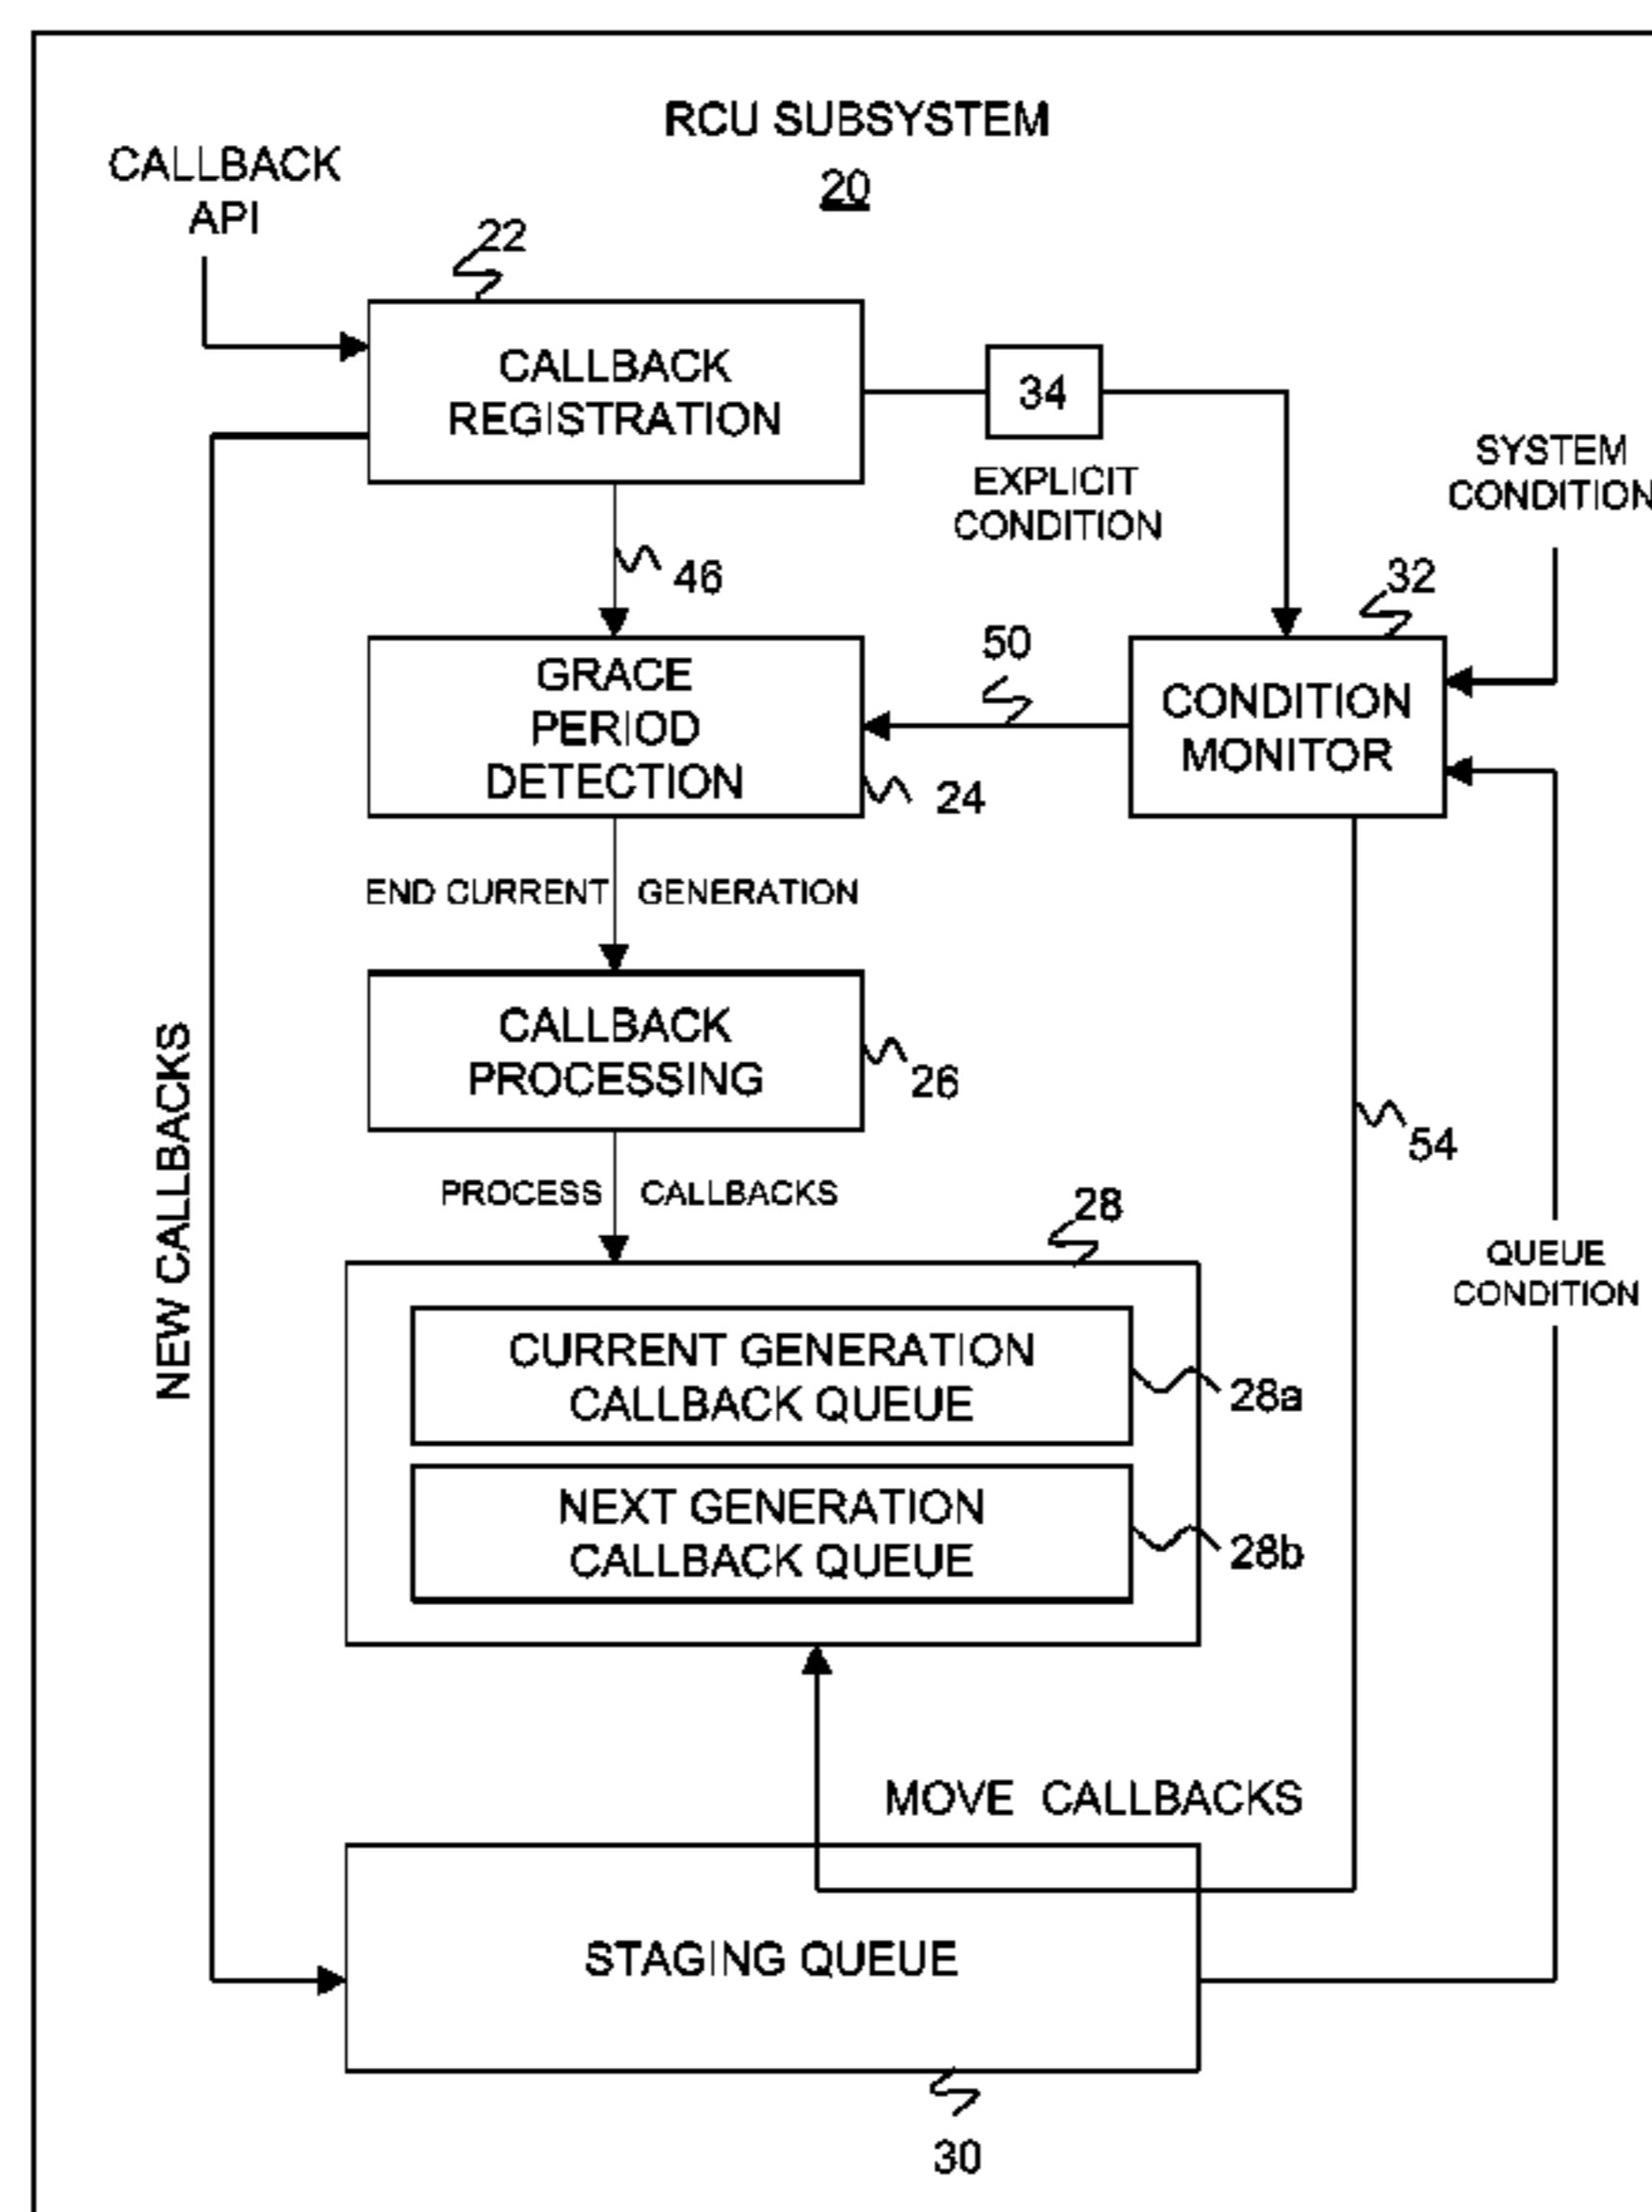 RCU SUBSYSTEM
20
CALLBACK
API
22
CALLBACK
REGISTRATION
34
EXPLICIT
CONDITION
SYSTEM
CONDITION
46
32
50
GRACE
PERIOD
DETECTION
24
CONDITION
MONITOR
END CURRENT GENERATION
CALLBACK
PROCESSING
26
54
NEW CALLBACKS
PROCESS CALLBACKS
28
QUEUE
CONDITION
CURRENT GENERATION
CALLBACK QUEUE
28a
NEXT GENERATION
CALLBACK QUEUE
28b
MOVE CALLBACKS
STAGING QUEUE
30